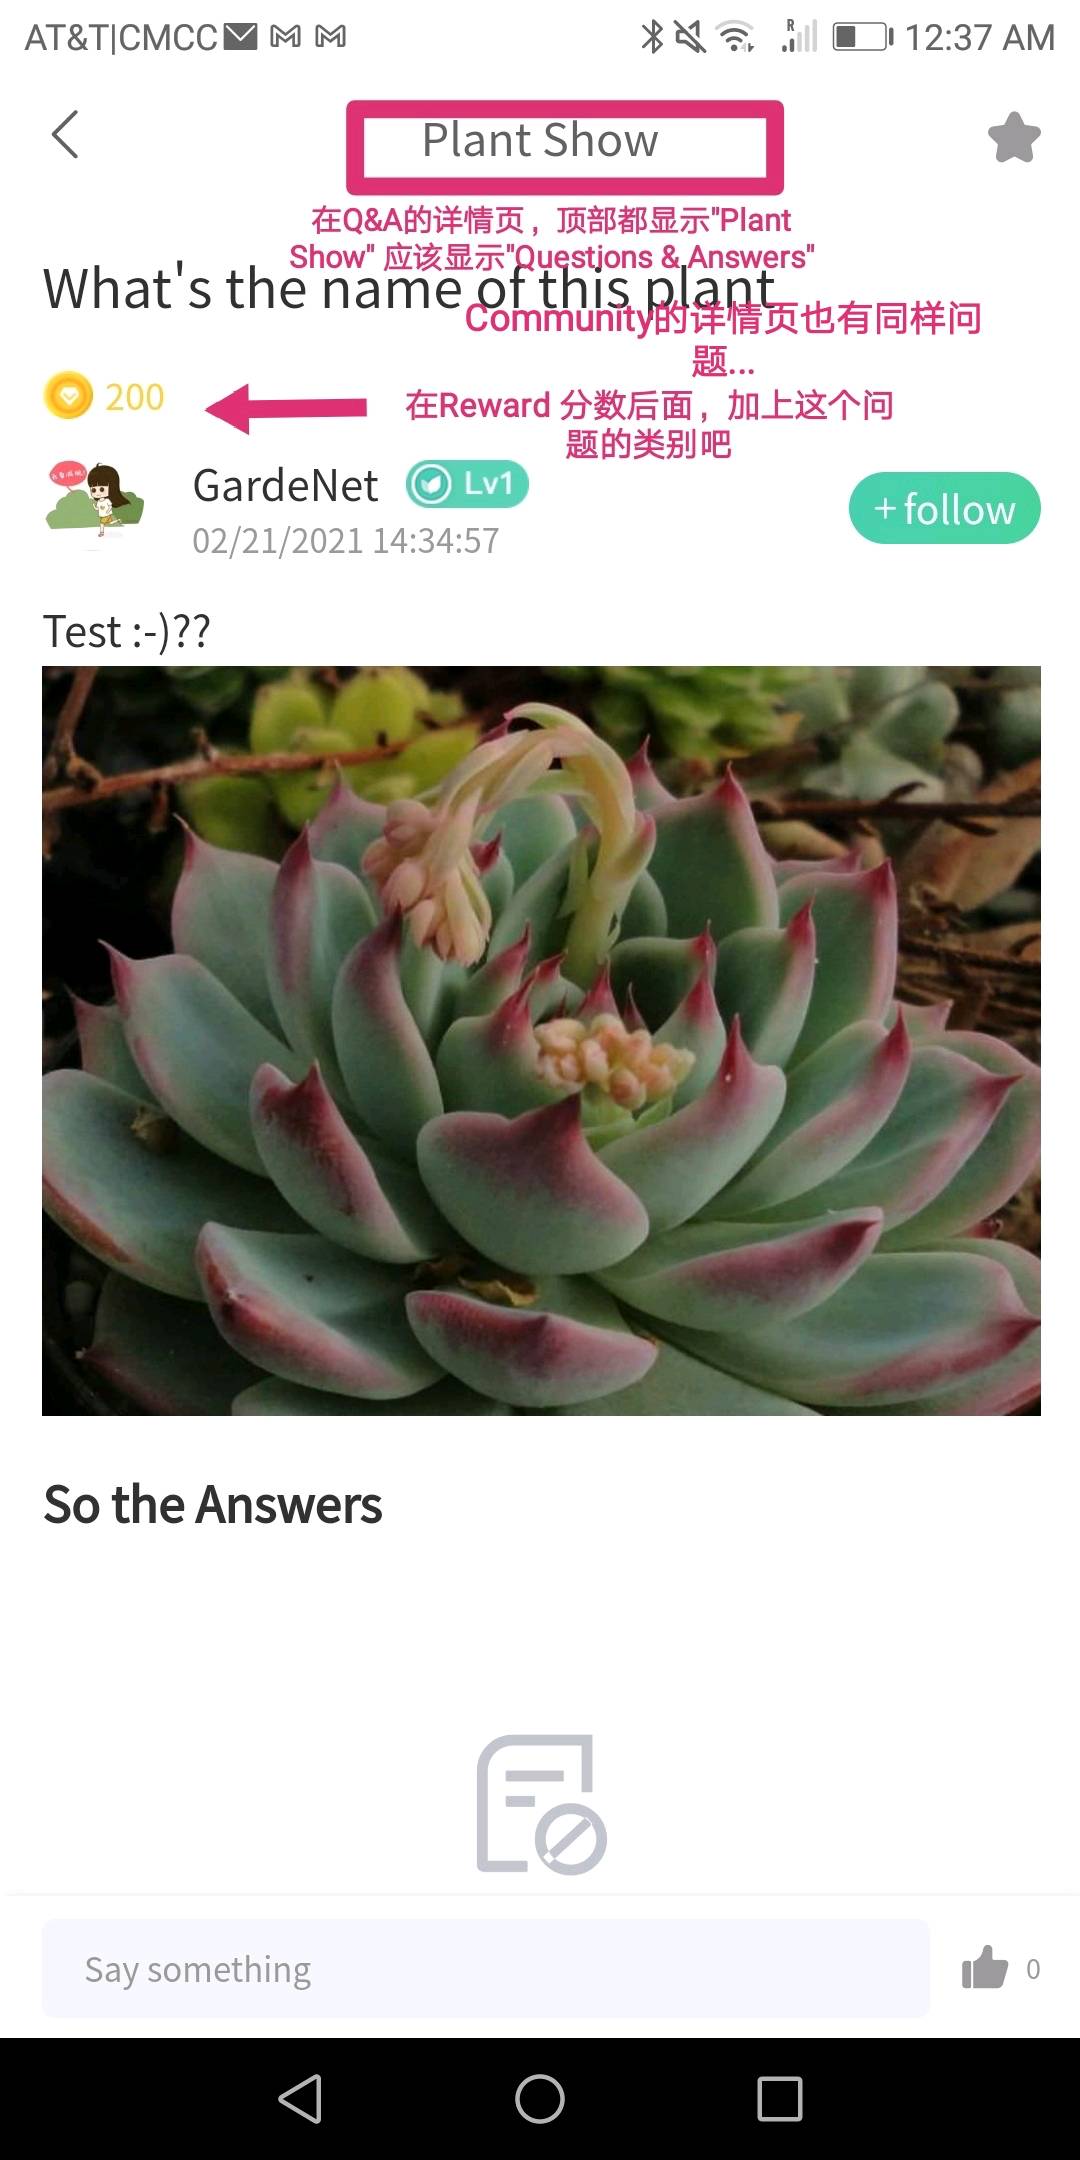 AT&T|CMCC
R
12:37 AM
Plant Show
在Q&A的详情页，顶部都显示"Plant
Show" 应该显示"Questions & Answers"
What's the name of this plant
Community的详情页也有同样问
题...
200
在Reward 分数后面，加上这个问
题的类别吧
GardeNet
Lv1
02/21/2021 14:34:57
+follow
Test :-)??
So the Answers
Say something
0